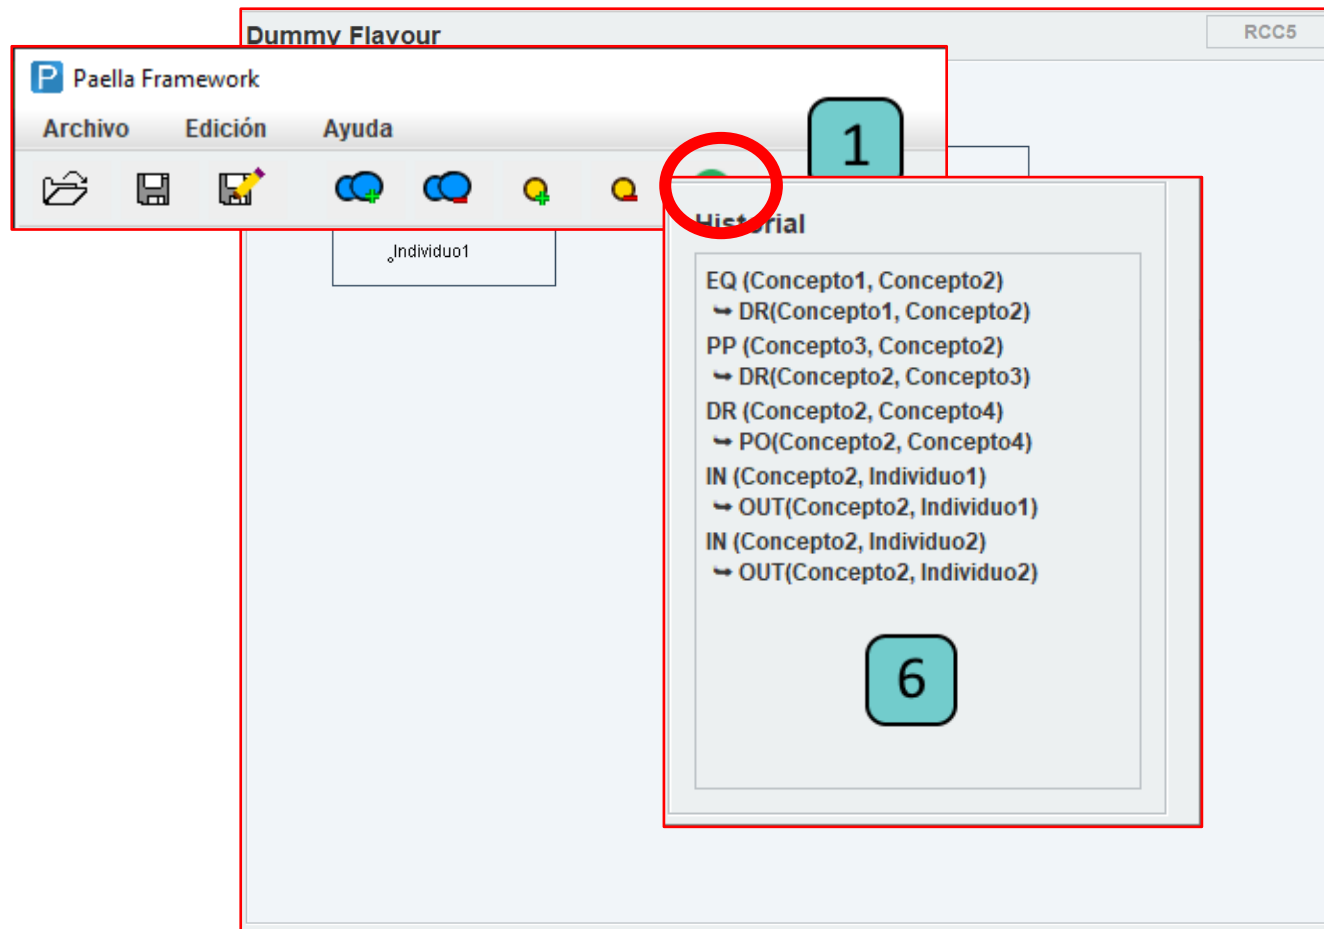 Dummy Flavour
RCC5
Paella Framework
Archivo Edición Ayuda
1
Individuo1
Historial
EQ (Concepto1, Concepto2)
↪ DR(Concepto1, Concepto2)
PP (Concepto3, Concepto2)
↪ DR(Concepto2, Concepto3)
DR (Concepto2, Concepto4)
↪ PO(Concepto2, Concepto4)
IN (Concepto2, Individuo1)
↪ OUT(Concepto2, Individuo1)
IN (Concepto2, Individuo2)
↪ OUT(Concepto2, Individuo2)
6